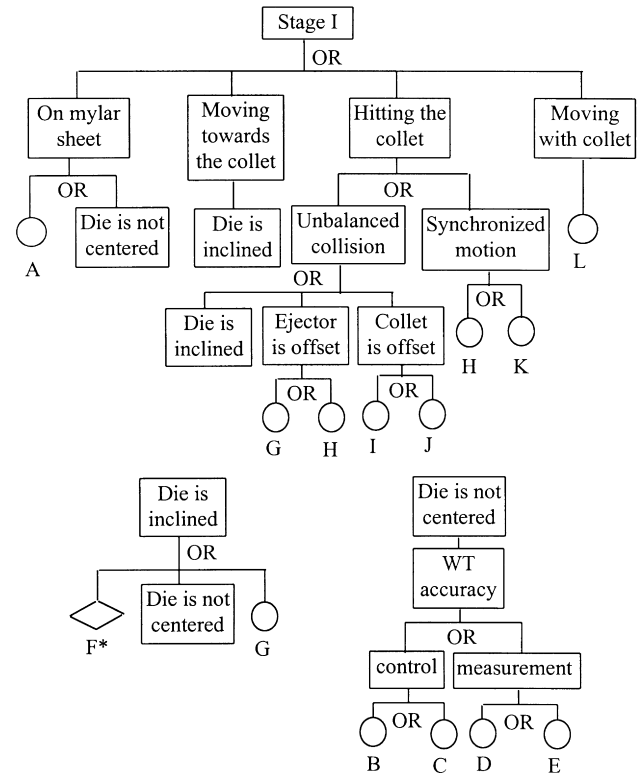 Stage I
OR
On mylar
sheet
Moving
towards
the collet
Hitting the
collet
Moving
with collet
OR
OR
A
Die is not
centered
Die is
inclined
Unbalanced
collision
Synchronized
motion
L
OR
OR
Die is
inclined
Ejector
is offset
Collet
is offset
H
K
OR
OR
G
H
I
J
Die is
inclined
OR
F*
Die is not
centered
G
Die is not
centered
WT
accuracy
OR
control
measurement
OR
OR
B
C
D
E